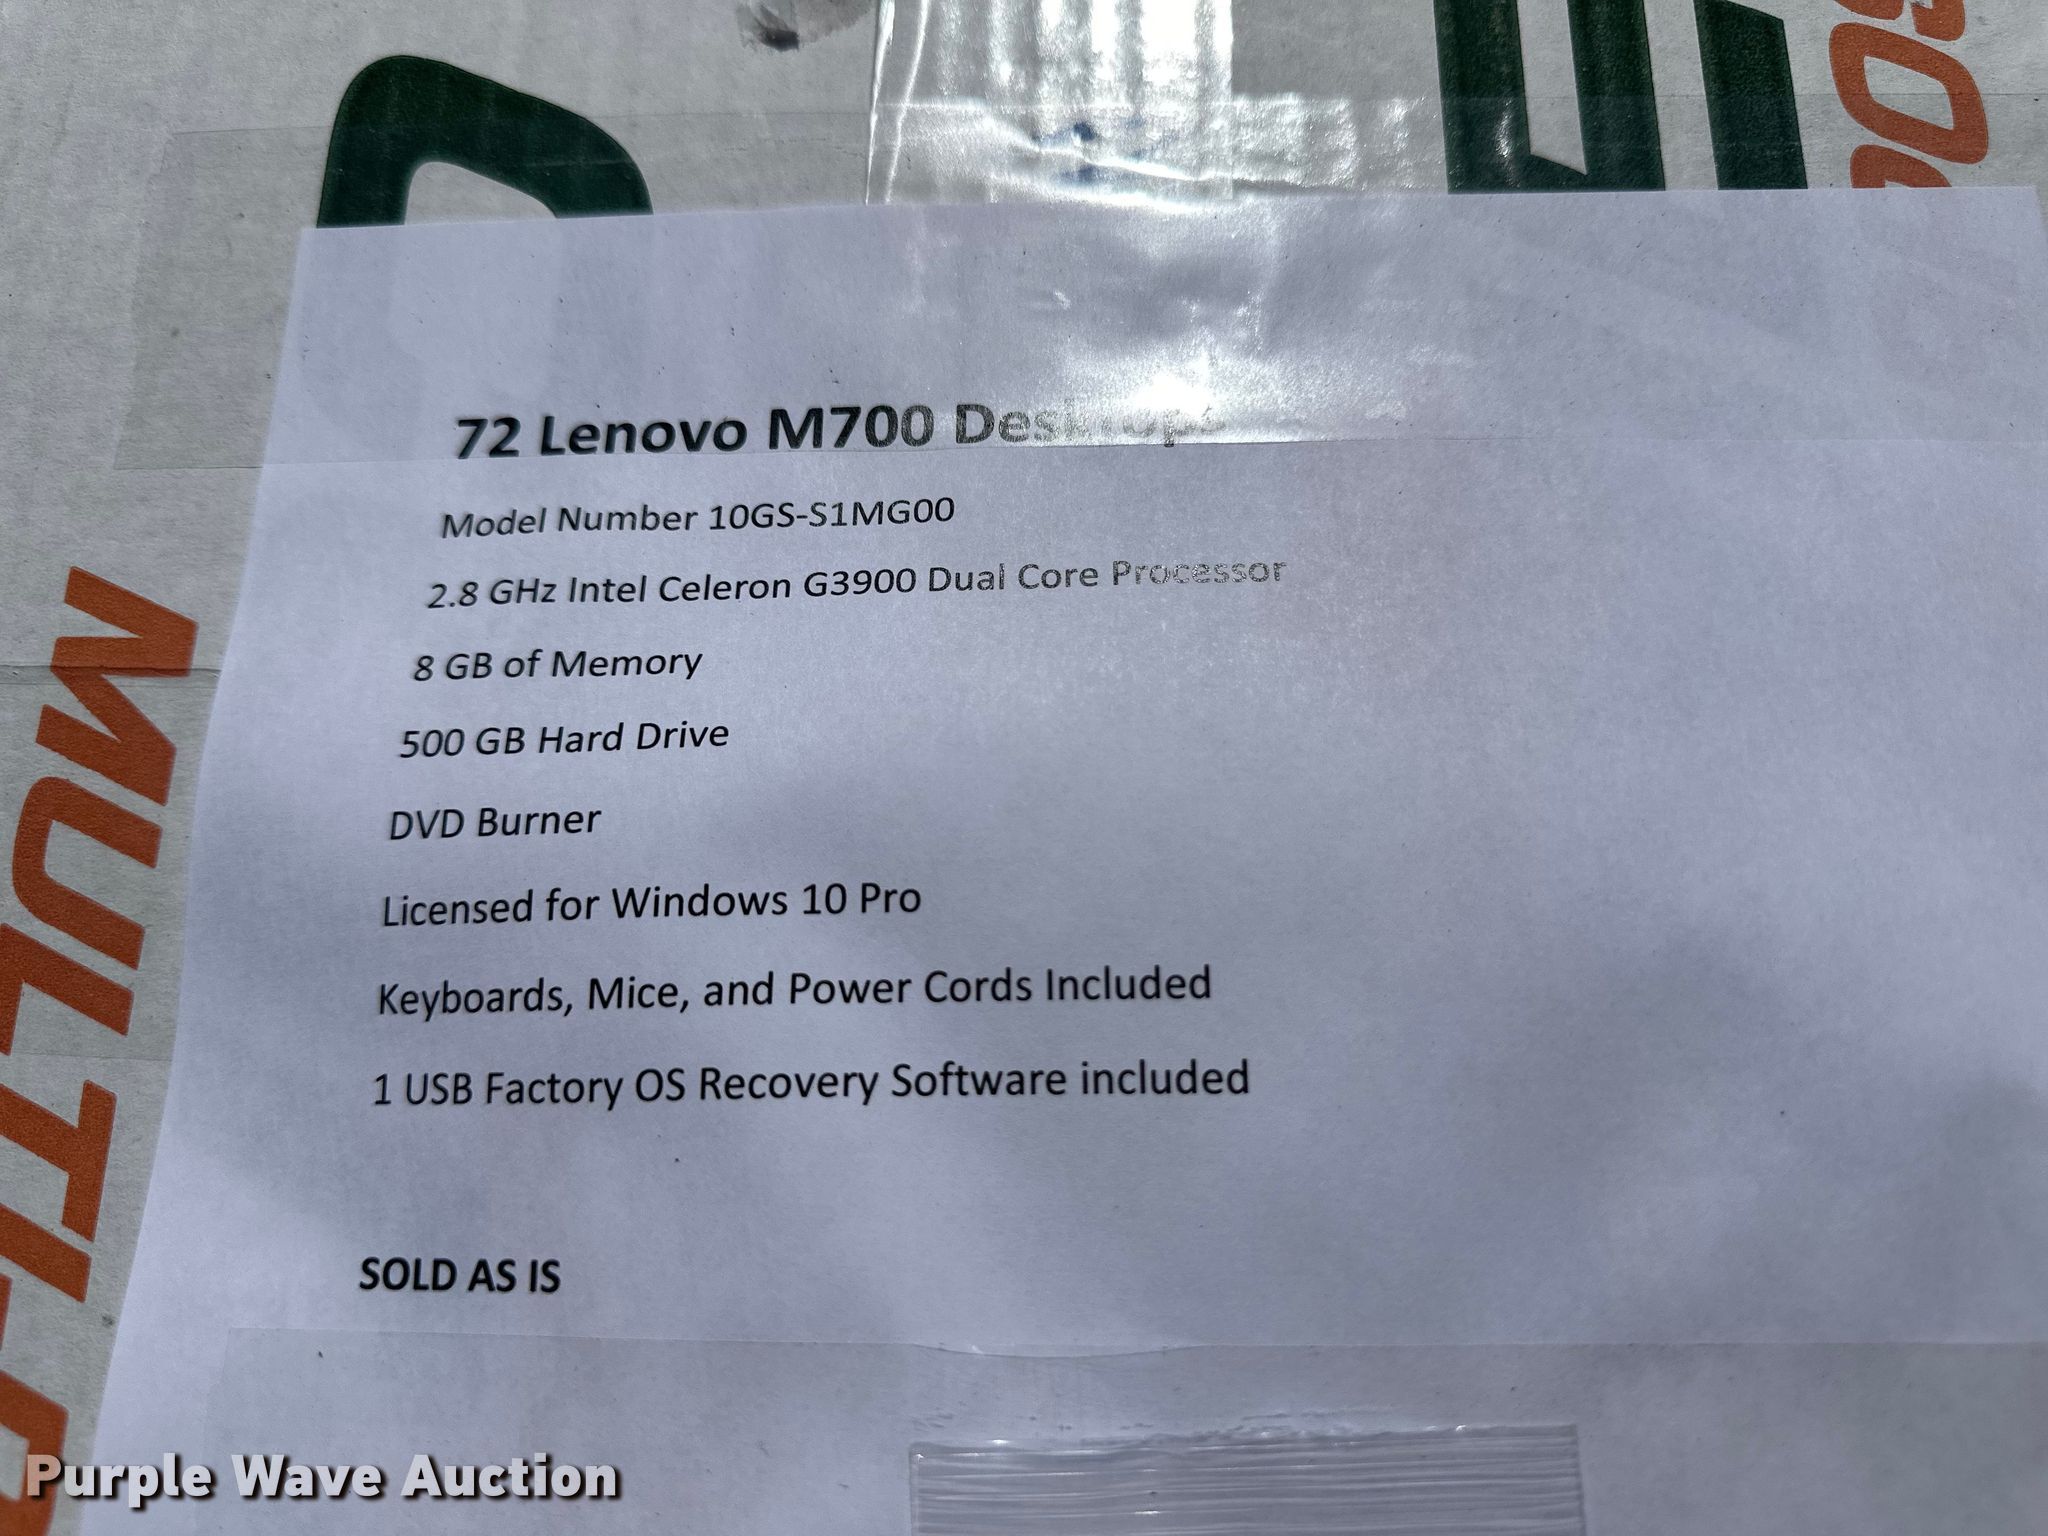 72 Lenovo M700 Desktops
Model Number 10GS-S1MG00
2.8 GHz Intel Celeron G3900 Dual Core Processor
8 GB of Memory
500 GB Hard Drive
DVD Burner
Licensed for Windows 10 Pro
Keyboards, Mice, and Power Cords Included
1 USB Factory OS Recovery Software included
SOLD AS IS
Purple Wave Auction